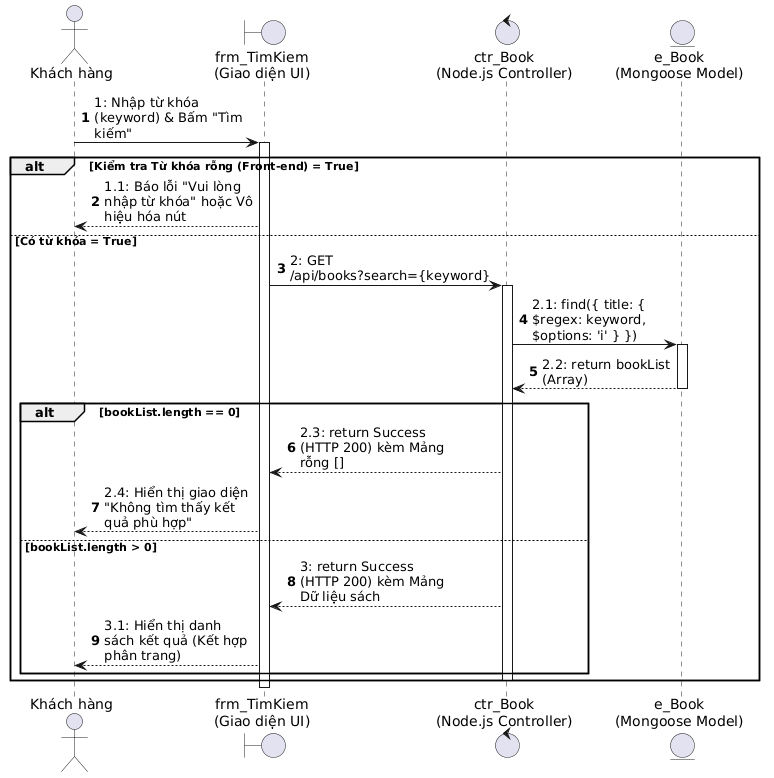 Khách hàng
frm_TimKiem
(Giao diện UI)
ctr_Book
(Node.js Controller)
e_Book
(Mongoose Model)
1: Nhập từ khóa
1 (keyword) & Bấm "Tìm
kiếm"
alt [Kiểm tra Từ khóa rỗng (Front-end) = True]
1.1: Báo lỗi "Vui lòng
2 nhập từ khóa" hoặc Vô
hiệu hóa nút
[Có từ khóa = True]
3 2: GET
/api/books?search={keyword}
2.1: find({ title: {
4 $regex: keyword,
$options: 'i' } })
5 2.2: return bookList
(Array)
alt [bookList.length == 0]
2.3: return Success
6 (HTTP 200) kèm Mảng
rỗng []
2.4: Hiển thị giao diện
7 "Không tìm thấy kết
quả phù hợp"
[bookList.length > 0]
3: return Success
8 (HTTP 200) kèm Mảng
Dữ liệu sách
3.1: Hiển thị danh
9 sách kết quả (Kết hợp
phân trang)
Khách hàng
frm_TimKiem
(Giao diện UI)
ctr_Book
(Node.js Controller)
e_Book
(Mongoose Model)